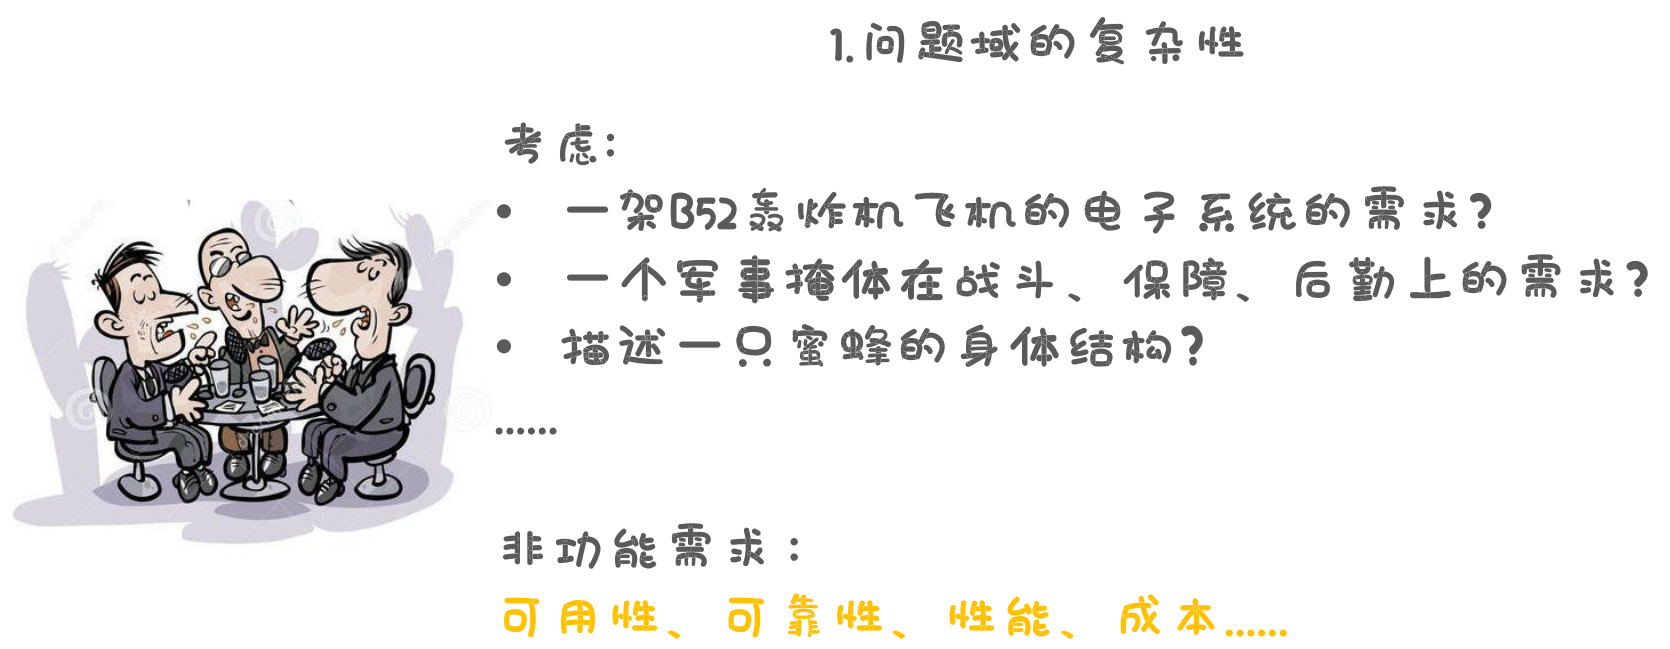 1.问题域的复杂性
考虑:
• 一架B52轰炸机飞机的电子系统的需求?
• 一个军事掩体在战斗、保障、后勤上的需求?
• 描述一只蜜蜂的身体结构?
......
非功能需求：
可用性、可靠性、性能、成本......